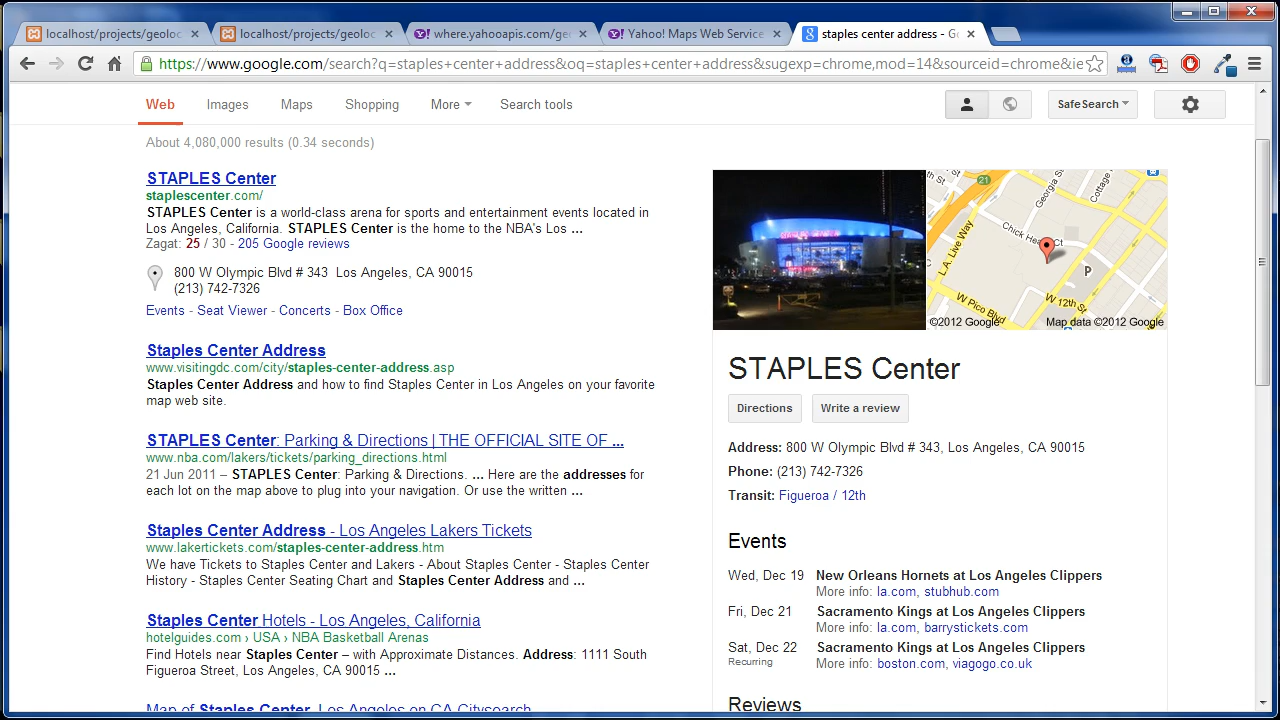 localhost/projects/geoloc
localhost/projects/geoloc
where.yahooapis.com/ge
Yahoo! Maps Web Service
staples center address - G
https://www.google.com/search?q=staples+center+address&oq=staples+center+address&sugexp=chrome,mod=14&sourceid=chrome&ie
Web
Images
Maps
Shopping
More
Search tools
SafeSearch
About 4,080,000 results (0.34 seconds)
STAPLES Center
staplescenter.com/
STAPLES Center is a world-class arena for sports and entertainment events located in
Los Angeles, California. STAPLES Center is the home to the NBA's Los ...
Zagat: 25 / 30 - 205 Google reviews
800 W Olympic Blvd # 343 Los Angeles, CA 90015
(213) 742-7326
Events - Seat Viewer - Concerts - Box Office
Staples Center Address
www.visitingdc.com/city/staples-center-address.asp
Staples Center Address and how to find Staples Center in Los Angeles on your favorite
map web site.
STAPLES Center: Parking & Directions | THE OFFICIAL SITE OF ...
www.nba.com/lakers/tickets/parking_directions.html
21 Jun 2011 – STAPLES Center: Parking & Directions. ... Here are the addresses for
each lot on the map above to plug into your navigation. Or use the written ...
Staples Center Address - Los Angeles Lakers Tickets
www.lakertickets.com/staples-center-address.htm
We have Tickets to Staples Center and Lakers - About Staples Center - Staples Center
History - Staples Center Seating Chart and Staples Center Address and ...
Staples Center Hotels - Los Angeles, California
hotelguides.com › USA › NBA Basketball Arenas
Find Hotels near Staples Center – with Approximate Distances. Address: 1111 South
Figueroa Street, Los Angeles, CA 90015 ...
Map of Staples Center, Los Angeles on CA Citysearch
STAPLES CENTER
th St
21
Georgia St
Cottage
Chick Hearn Ct
L.A. Live Way
P
W 12th St
W Pico Blvd
©2012 Google
Map data ©2012 Google
STAPLES Center
Directions
Write a review
Address: 800 W Olympic Blvd # 343, Los Angeles, CA 90015
Phone: (213) 742-7326
Transit: Figueroa / 12th
Events
Wed, Dec 19 New Orleans Hornets at Los Angeles Clippers
More info: la.com, stubhub.com
Fri, Dec 21 Sacramento Kings at Los Angeles Clippers
More info: la.com, barrystickets.com
Sat, Dec 22 Sacramento Kings at Los Angeles Clippers
Recurring More info: boston.com, viagogo.co.uk
Reviews